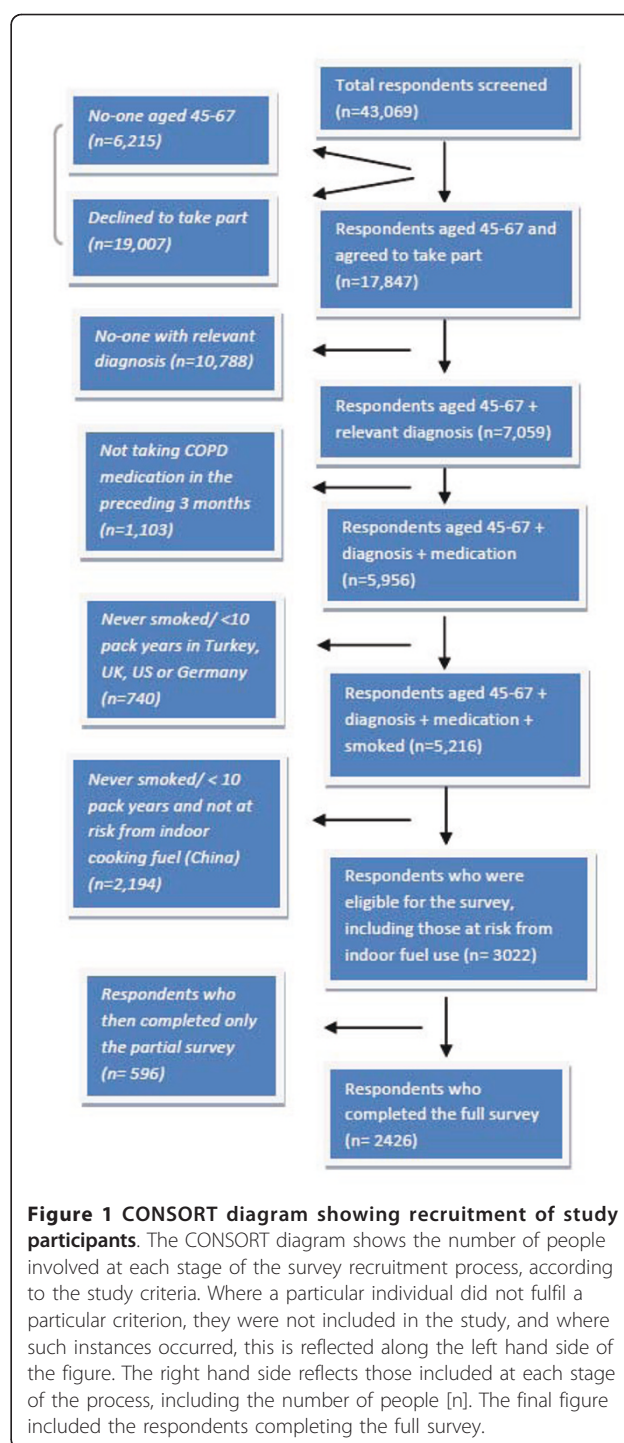 Total respondents screened
(n=43,069)
No-one aged 45-67
(n=6,215)
Declined to take part
(n=19,007)
Respondents aged 45-67 and
agreed to take part
(n=17,847)
No-one with relevant
diagnosis (n=10,788)
Respondents aged 45-67 +
relevant diagnosis (n=7,059)
Not taking COPD
medication in the
preceding 3 months
(n=1,103)
Respondents aged 45-67 +
diagnosis + medication
(n=5,956)
Never smoked/ <10
pack years in Turkey,
UK, US or Germany
(n=740)
Respondents aged 45-67 +
diagnosis + medication +
smoked (n=5,216)
Never smoked/ < 10
pack years and not at
risk from indoor
cooking fuel (China)
(n=2,194)
Respondents who were
eligible for the survey,
including those at risk from
indoor fuel use (n= 3022)
Respondents who
then completed only
the partial survey
(n= 596)
Respondents who
completed the full survey
(n= 2426)
Figure 1 CONSORT diagram showing recruitment of study
participants. The CONSORT diagram shows the number of people
involved at each stage of the survey recruitment process, according
to the study criteria. Where a particular individual did not fulfil a
particular criterion, they were not included in the study, and where
such instances occurred, this is reflected along the left hand side of
the figure. The right hand side reflects those included at each stage
of the process, including the number of people [n]. The final figure
included the respondents completing the full survey.